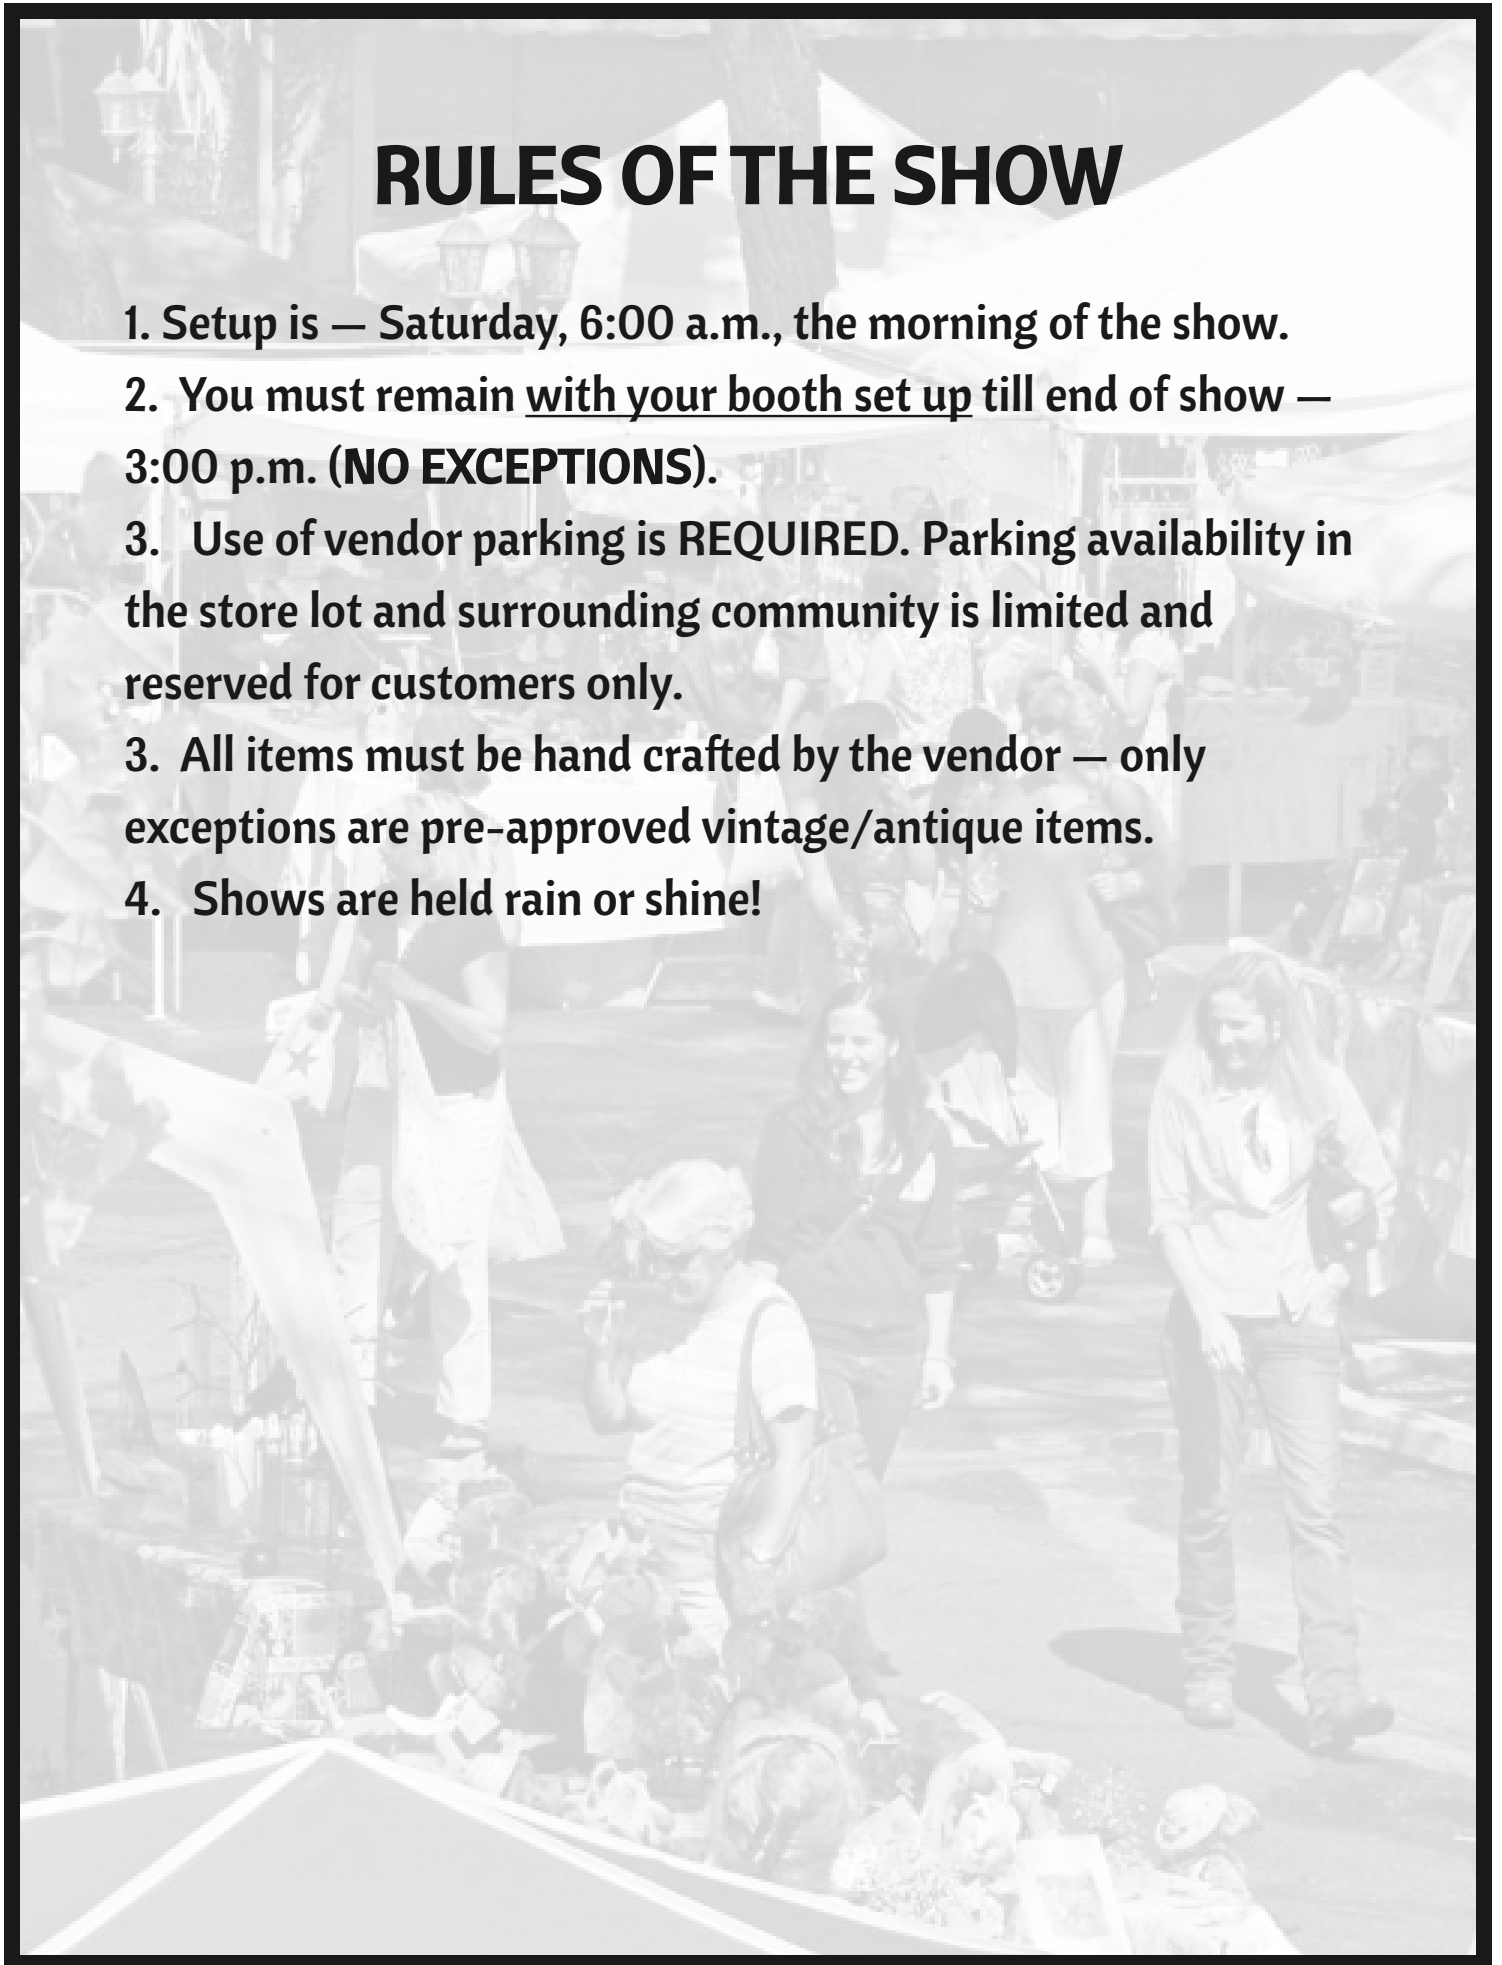 RULES OF THE SHOW
1. Setup is — Saturday, 6:00 a.m., the morning of the show.
2. You must remain with your booth set up till end of show —
3:00 p.m. (NO EXCEPTIONS).
3. Use of vendor parking is REQUIRED. Parking availability in
the store lot and surrounding community is limited and
reserved for customers only.
3. All items must be hand crafted by the vendor — only
exceptions are pre-approved vintage/antique items.
4. Shows are held rain or shine!